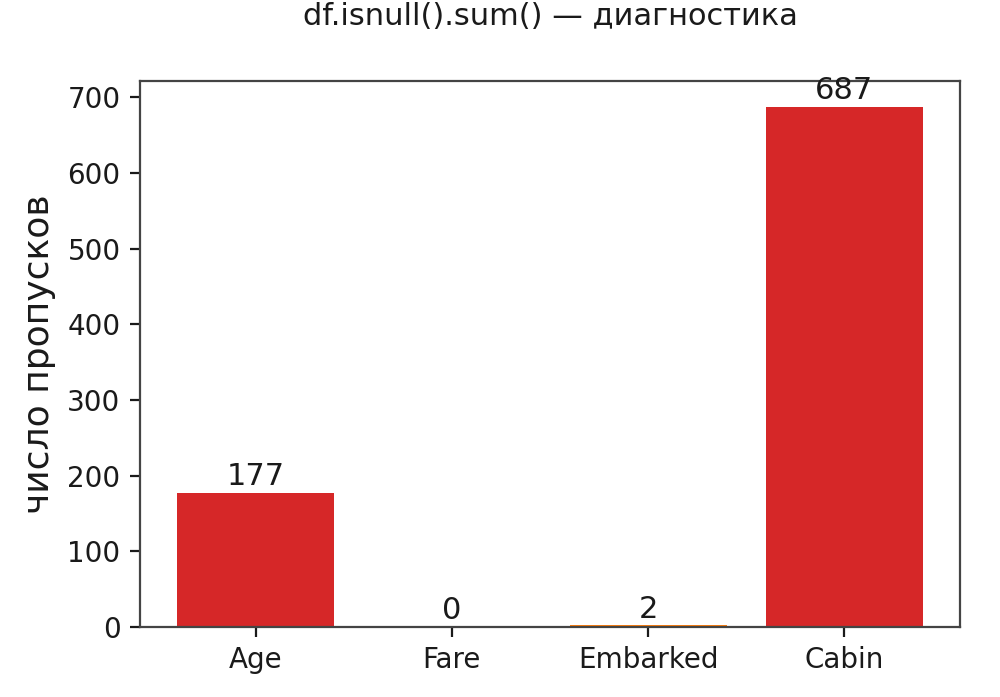 df.isnull().sum() — диагностика
число пропусков
700
600
500
400
300
200
100
0
177
0
2
687
Age
Fare
Embarked
Cabin